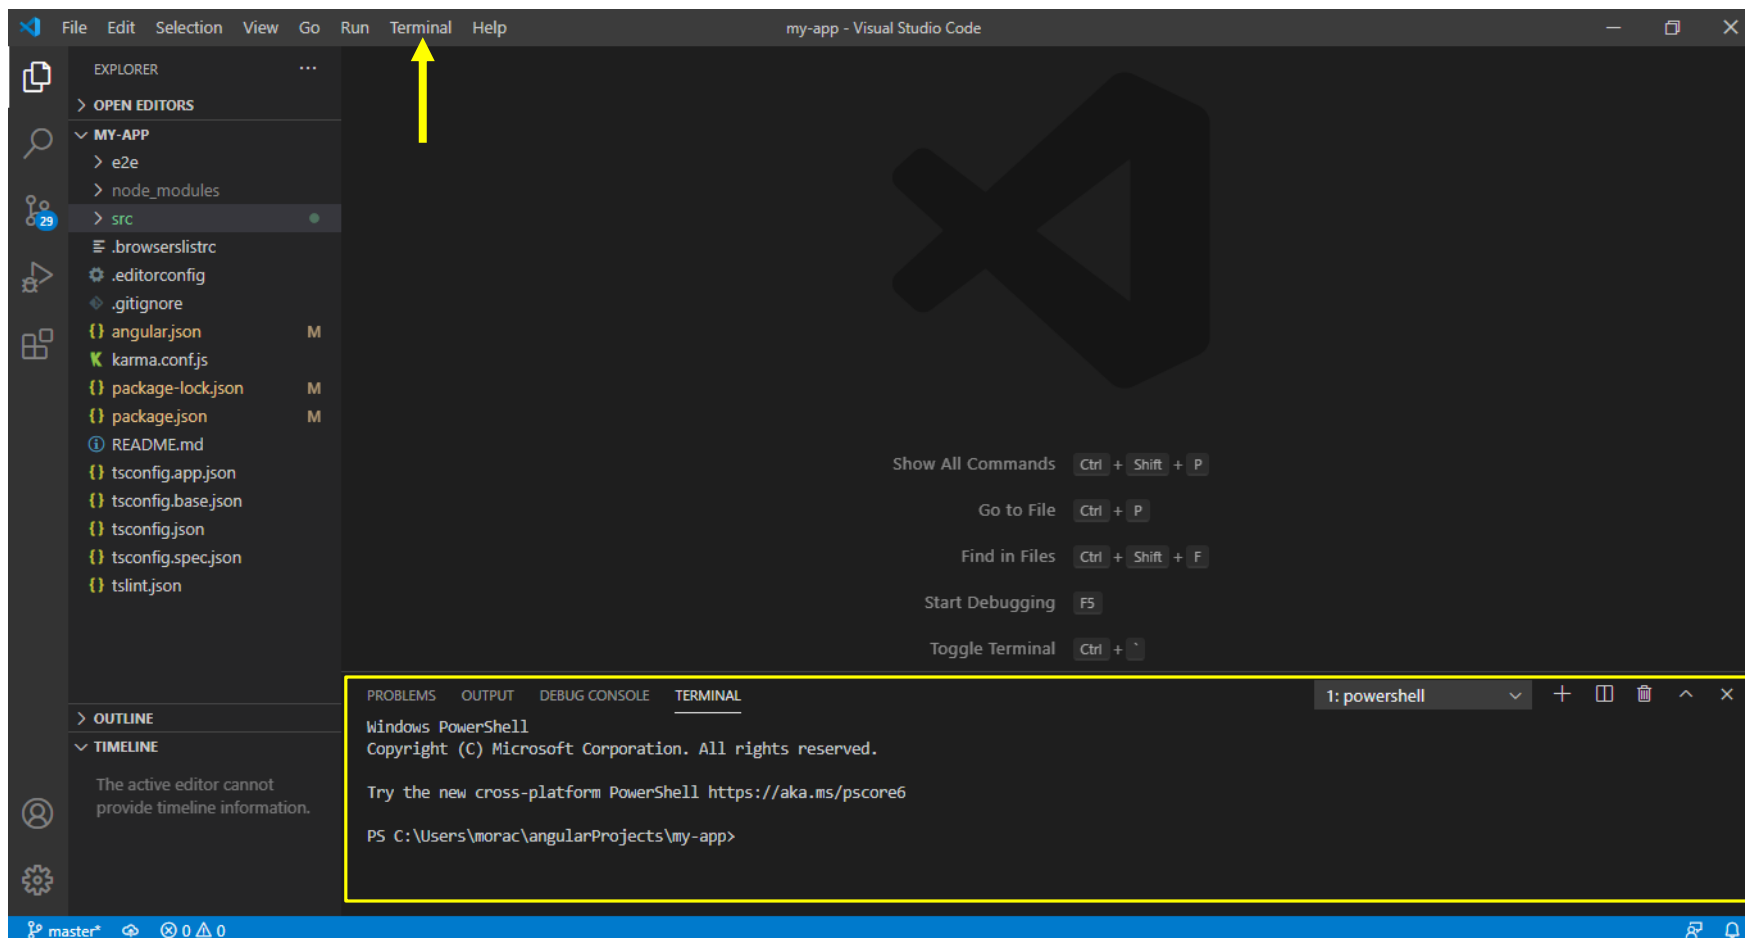 File Edit Selection View Go Run Terminal Help my-app - Visual Studio Code
EXPLORER ...
OPEN EDITORS
MY-APP
e2e
node_modules
src
29
.browserslistrc
.editorconfig
.gitignore
{} angular.json M
K karma.conf.js
{} package-lock.json M
{} package.json M
README.md
{} tsconfig.app.json
{} tsconfig.base.json
{} tsconfig.json
{} tsconfig.spec.json
{} tslint.json
OUTLINE
TIMELINE
The active editor cannot
provide timeline information.
Show All Commands Ctrl + Shift + P
Go to File Ctrl + P
Find in Files Ctrl + Shift + F
Start Debugging F5
Toggle Terminal Ctrl + `
PROBLEMS OUTPUT DEBUG CONSOLE TERMINAL 1: powershell
Windows PowerShell
Copyright (C) Microsoft Corporation. All rights reserved.
Try the new cross-platform PowerShell https://aka.ms/pscore6
PS C:\Users\morac\angularProjects\my-app>
master* 0 0